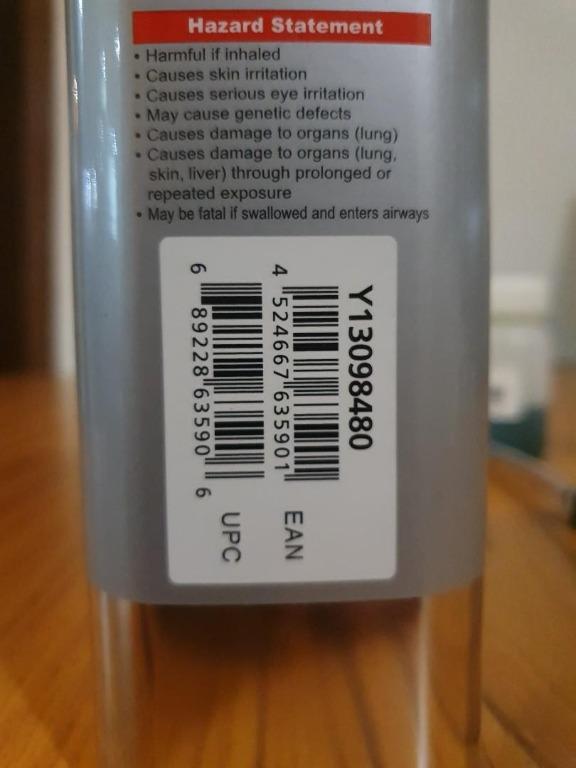 Hazard Statement
• Harmful if inhaled
• Causes skin irritation
• Causes serious eye irritation
• May cause genetic defects
• Causes damage to organs (lung)
• Causes damage to organs (lung,
skin, liver) through prolonged or
repeated exposure
• May be fatal if swallowed and enters airways
Y13098480
4 524667 635901
EAN
6 89228 63590 6
UPC